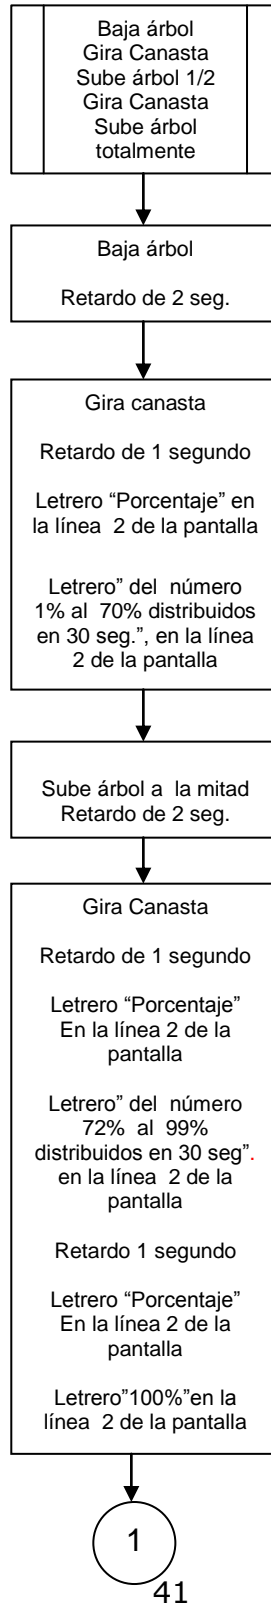 Baja árbol
Gira Canasta
Sube árbol 1/2
Gira Canasta
Sube árbol
totalmente
Baja árbol
Retardo de 2 seg.
Gira canasta
Retardo de 1 segundo
Letrero “Porcentaje” en
la línea 2 de la pantalla
Letrero” del número
1% al 70% distribuidos
en 30 seg.”, en la línea
2 de la pantalla
Sube árbol a la mitad
Retardo de 2 seg.
Gira Canasta
Retardo de 1 segundo
Letrero “Porcentaje”
En la línea 2 de la
pantalla
Letrero” del número
72% al 99%
distribuidos en 30 seg”.
en la línea 2 de la
pantalla
Retardo 1 segundo
Letrero “Porcentaje”
En la línea 2 de la
pantalla
Letrero”100%”en la
línea 2 de la pantalla
1
41